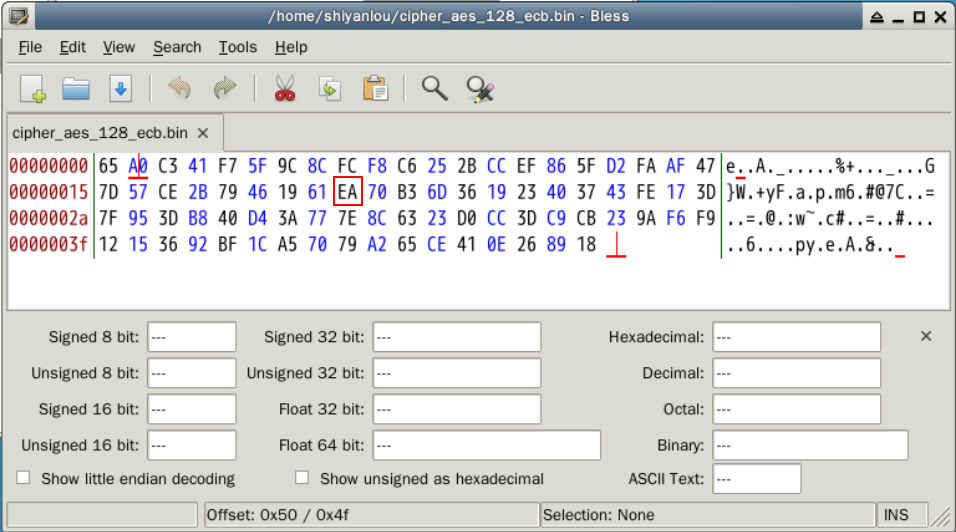 /home/shiyanlou/cipher_aes_128_ecb.bin - Bless
File Edit View Search Tools Help
cipher_aes_128_ecb.bin ×
00000000 65 A0 C3 41 F7 5F 9C 8C FC F8 C6 25 2B CC EF 86 5F D2 FA AF 47 e..A._.....%+..._...G
00000015 7D 57 CE 2B 79 46 19 61 EA 70 B3 6D 36 19 23 40 37 43 FE 17 3D }W.+yF.a.p.m6.#@7C..=
0000002a 7F 95 3D B8 40 D4 3A 77 7E 8C 63 23 D0 CC 3D C9 CB 23 9A F6 F9 ..=.@.:w~.c#..=..#...
0000003f 12 15 36 92 BF 1C A5 70 79 A2 65 CE 41 0E 26 89 18 ..6....py.e.A.&..
Signed 8 bit: --- Signed 32 bit: --- Hexadecimal: --- ×
Unsigned 8 bit: --- Unsigned 32 bit: --- Decimal: ---
Signed 16 bit: --- Float 32 bit: --- Octal: ---
Unsigned 16 bit: --- Float 64 bit: --- Binary: ---
Show little endian decoding Show unsigned as hexadecimal ASCII Text: ---
Offset: 0x50 / 0x4f Selection: None INS